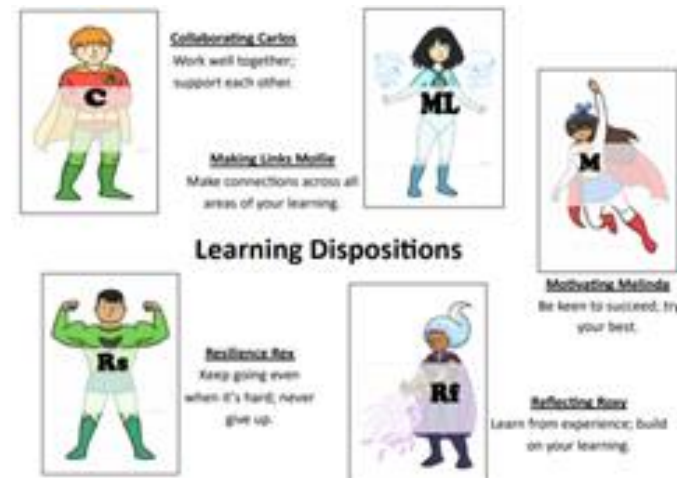 Collaborating Carlos
Work well together;
support each other.
C
ML
Making Links Mollie
Make connections across all
areas of your learning.
M
Learning Dispositions
Motivating Melinda
Be keen to succeed, try
your best.
Rs
Resilience Rex
Keep going even
when it's hard; never
give up.
Rf
Reflecting Roxy
Learn from experience; build
on your learning.